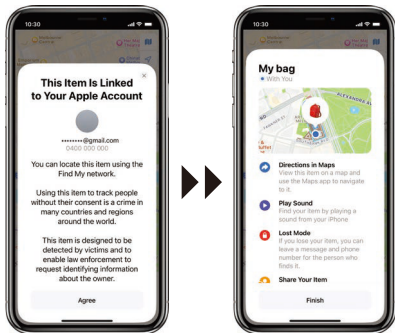 10:30
This Item Is Linked
to Your Apple Account
••••••••@gmail.com
0400 000 000
You can locate this item using the
Find My network.
Using this item to track people
without their consent is a crime in
many countries and regions
around the world.
This item is designed to be
detected by victims and to
enable law enforcement to
request identifying information
about the owner.
Agree
10:30
My bag
With You
ALEXANDRA AV
Directions in Maps
View this item on a map and
use the Maps app to navigate
to it.
Play Sound
Find your item by playing a
sound from your iPhone
Lost Mode
If you lose your item, you can
leave a message and phone
number for the person who
finds it.
Share Your Item
Finish